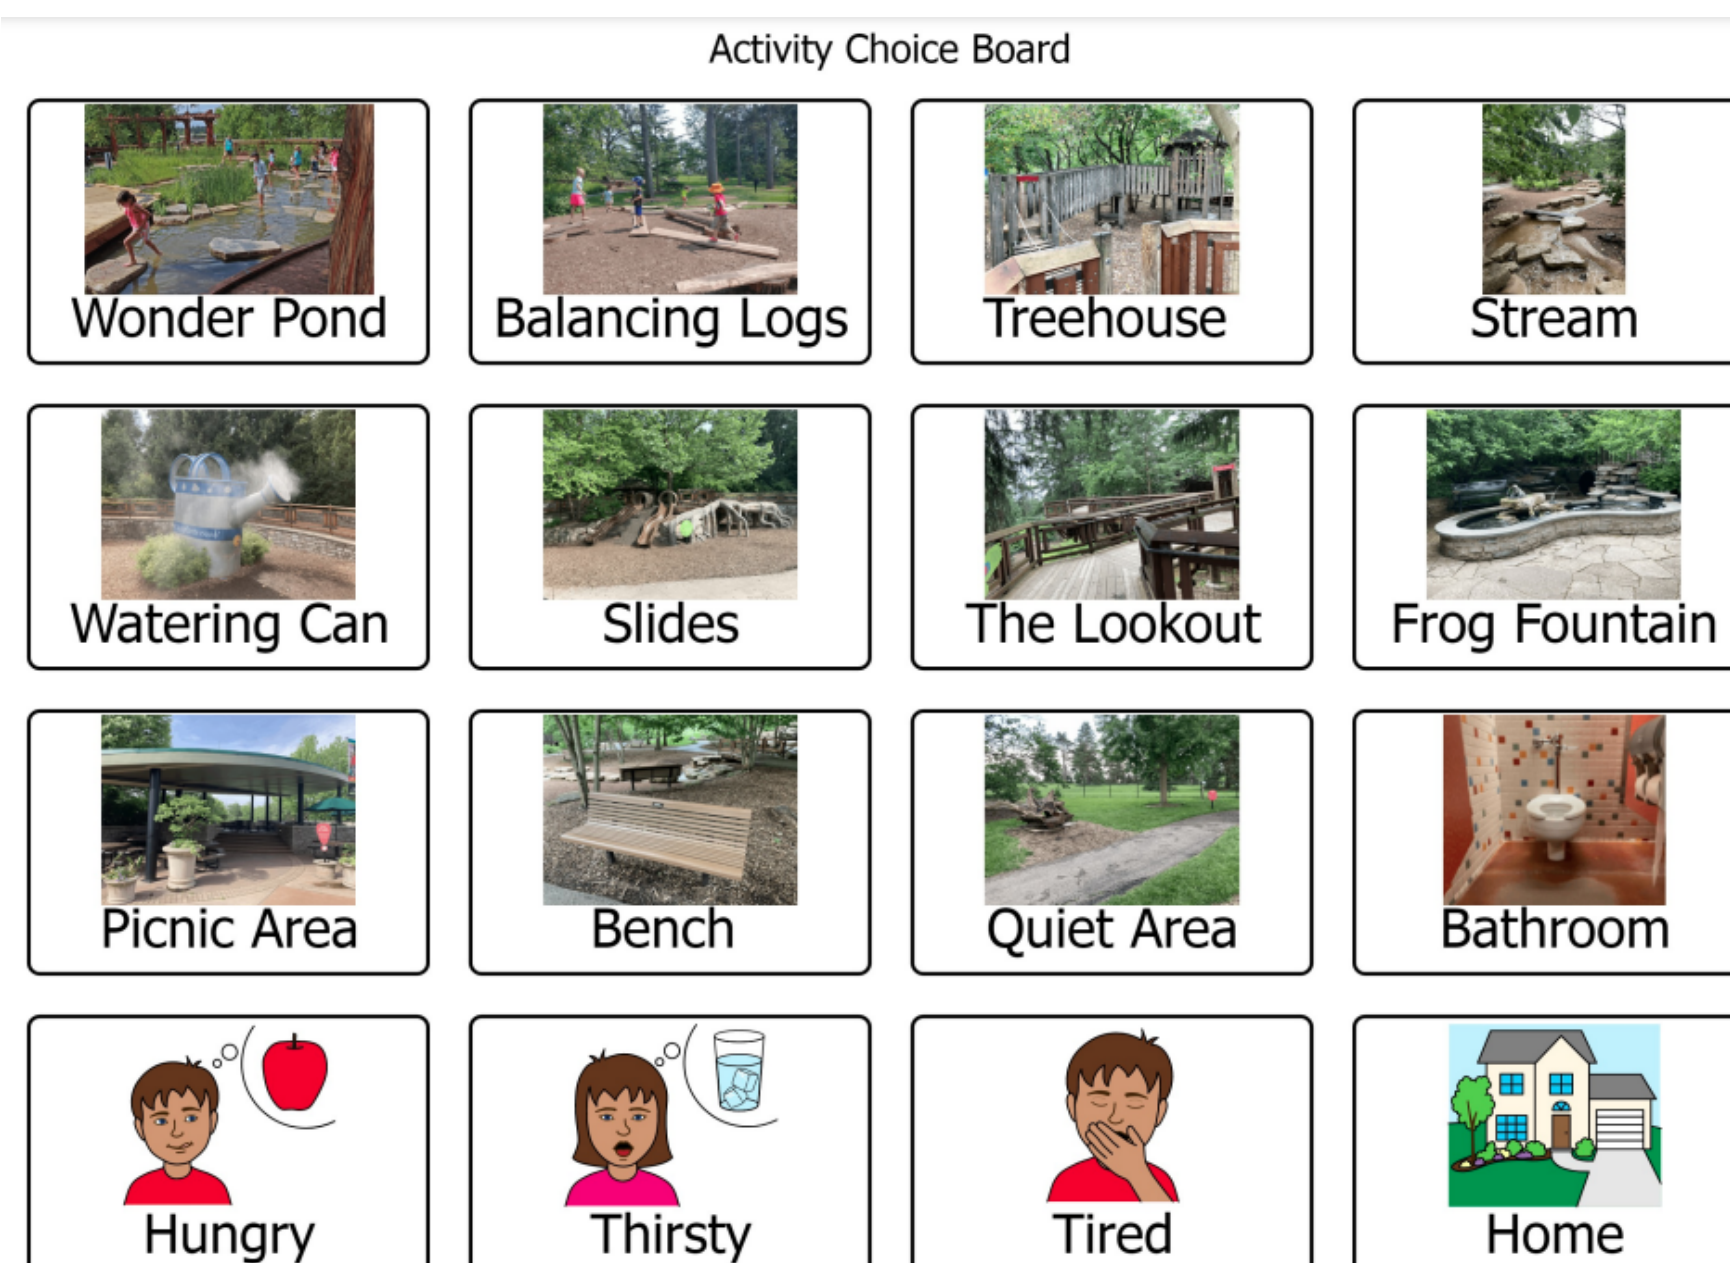 Activity Choice Board
Wonder Pond
Balancing Logs
Treehouse
Stream
Watering Can
Slides
The Lookout
Frog Fountain
Picnic Area
Bench
Quiet Area
Bathroom
Hungry
Thirsty
Tired
Home